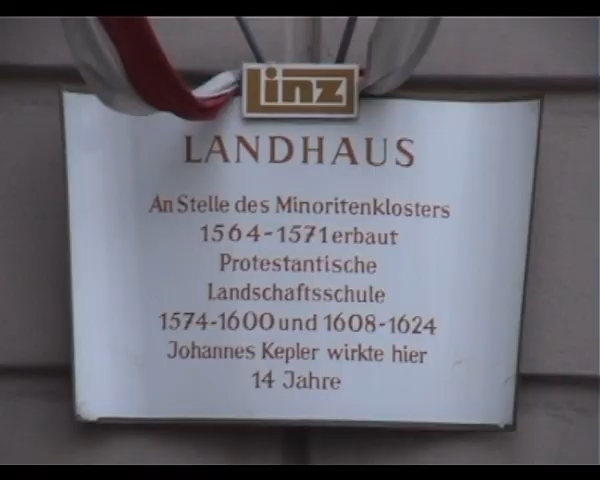 Linz
LANDHAUS
An Stelle des Minoritenklosters
1564-1571 erbaut
Protestantische
Landschaftsschule
1574-1600 und 1608-1624
Johannes Kepler wirkte hier
14 Jahre